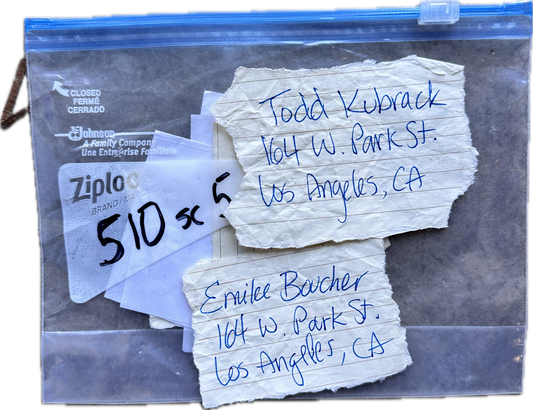 CLOSED
FERMÉ
CERRADO
Johnson
A Family Company
Une Entreprise Familiale
Ziploc
BRAND
510 sc 5
Todd Kubrack
164 W. Park St.
Los Angeles, CA
Emilee Boucher
164 W. Park St.
Los Angeles, CA